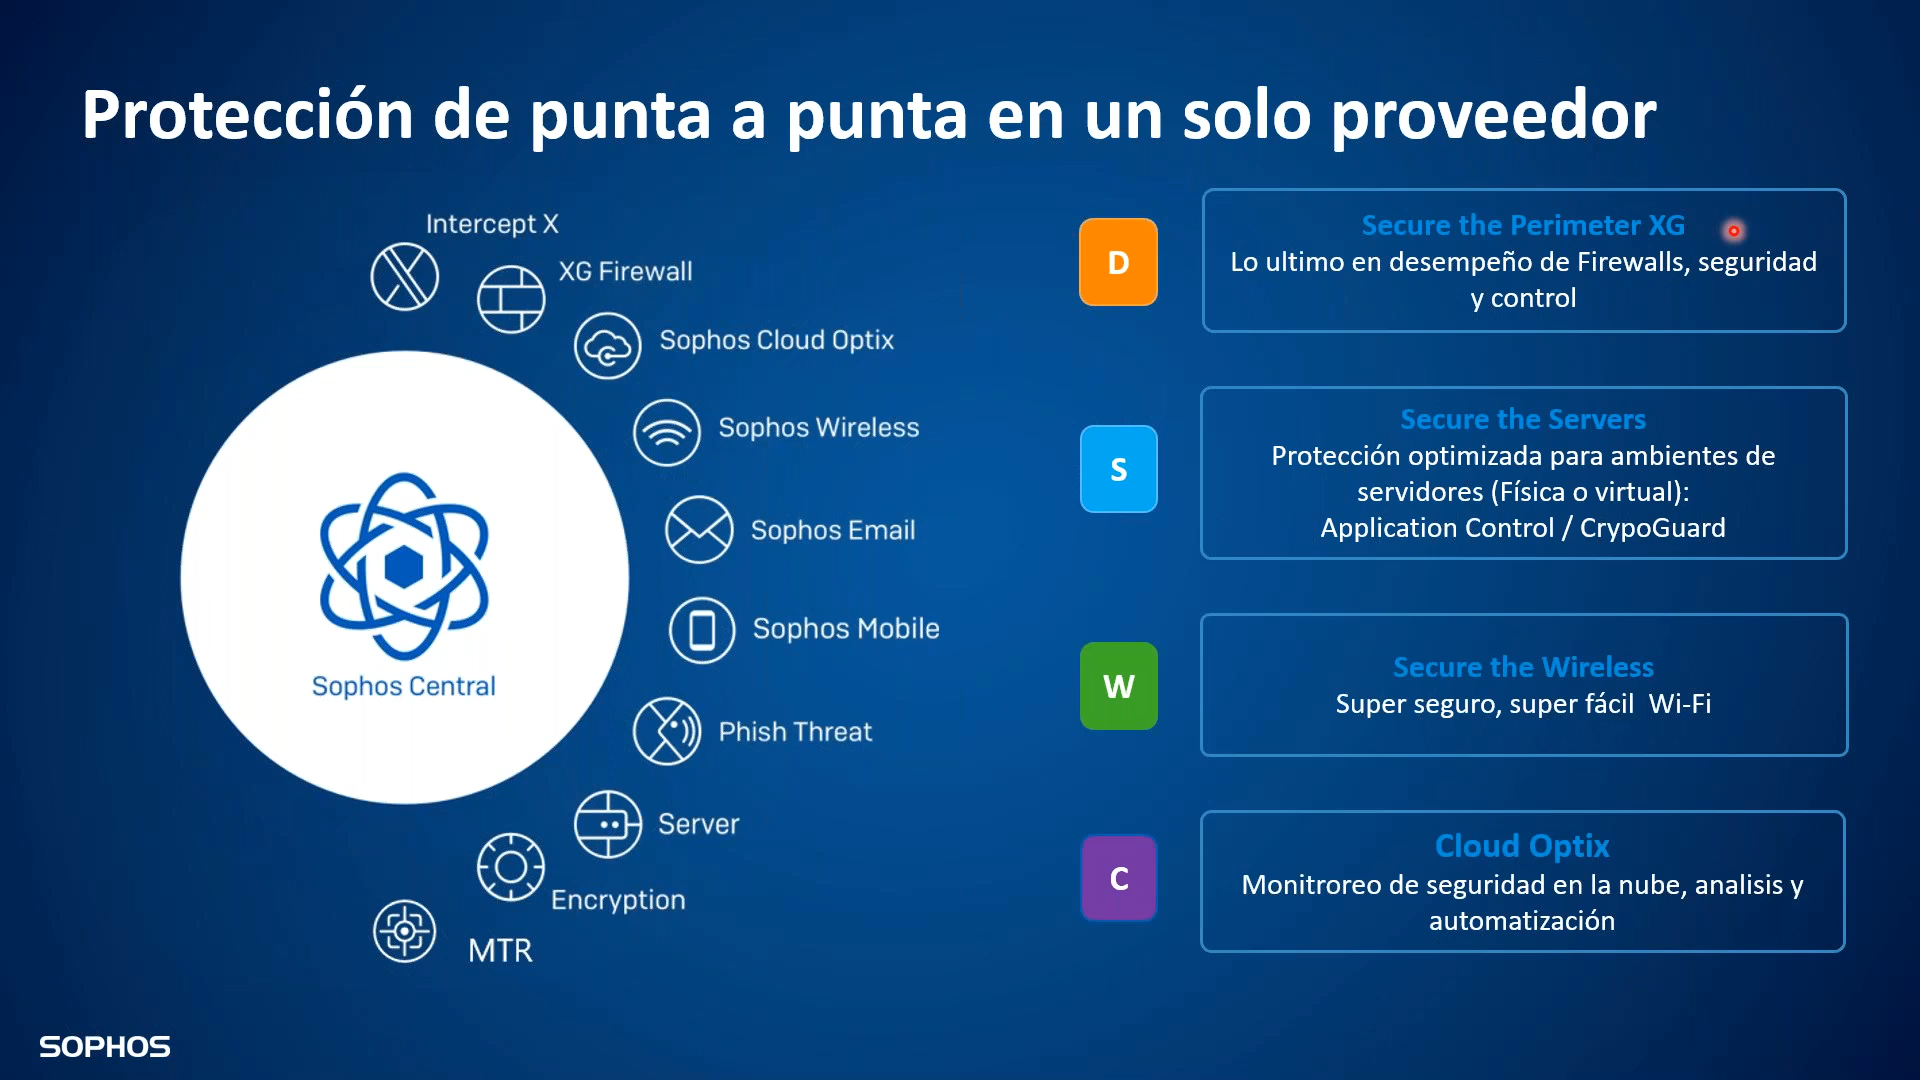 Protección de punta a punta en un solo proveedor
Intercept X
XG Firewall
Sophos Cloud Optix
Sophos Wireless
Sophos Email
Sophos Mobile
Phish Threat
Server
Encryption
MTR
Sophos Central
D
Secure the Perimeter XG
Lo ultimo en desempeño de Firewalls, seguridad
y control
S
Secure the Servers
Protección optimizada para ambientes de
servidores (Física o virtual):
Application Control / CrypoGuard
W
Secure the Wireless
Super seguro, super fácil  Wi-Fi
C
Cloud Optix
Monitroreo de seguridad en la nube, analisis y
automatización
SOPHOS